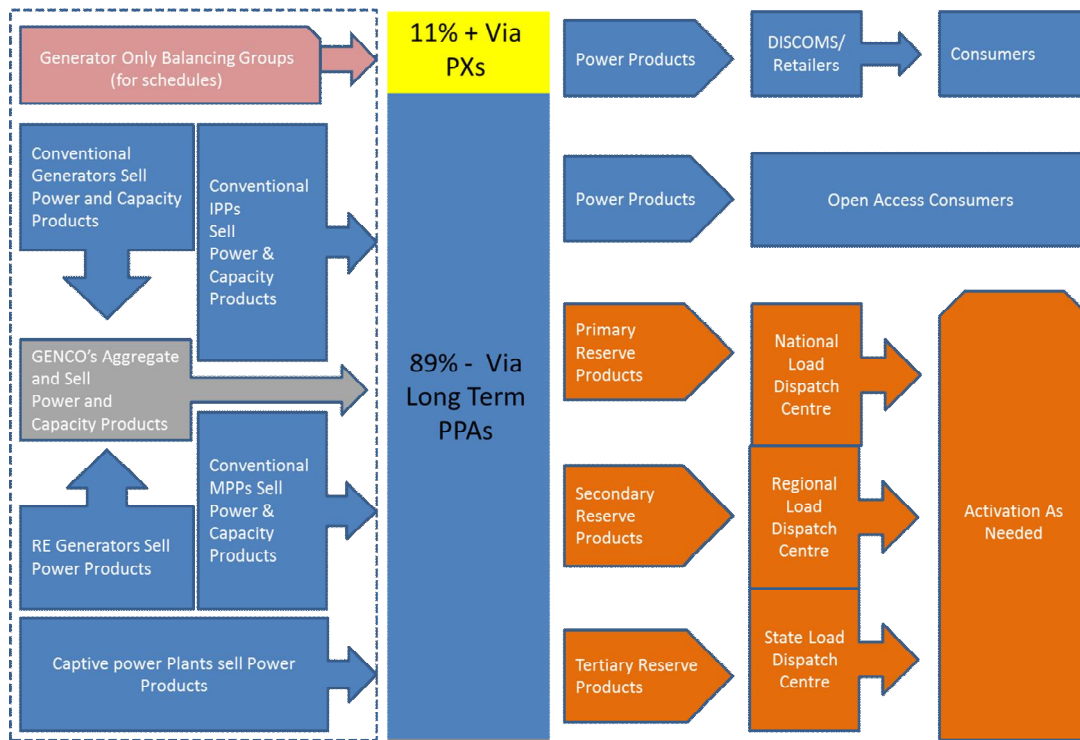 Generator Only Balancing Groups
(for schedules)
Conventional
Generators Sell
Power and Capacity
Products
Conventional
IPPs
Sell
Power &
Capacity
Products
GENCO's Aggregate
and Sell
Power and
Capacity Products
Conventional
MPPs Sell
Power &
Capacity
Products
RE Generators Sell
Power Products
Captive power Plants sell Power
Products
11% + Via
PXs
89% - Via
Long Term
PPAs
Power Products
DISCOMS/
Retailers
Consumers
Power Products
Open Access Consumers
Primary
Reserve
Products
National
Load
Dispatch
Centre
Secondary
Reserve
Products
Regional
Load
Dispatch
Centre
Tertiary Reserve
Products
State Load
Dispatch
Centre
Activation As
Needed